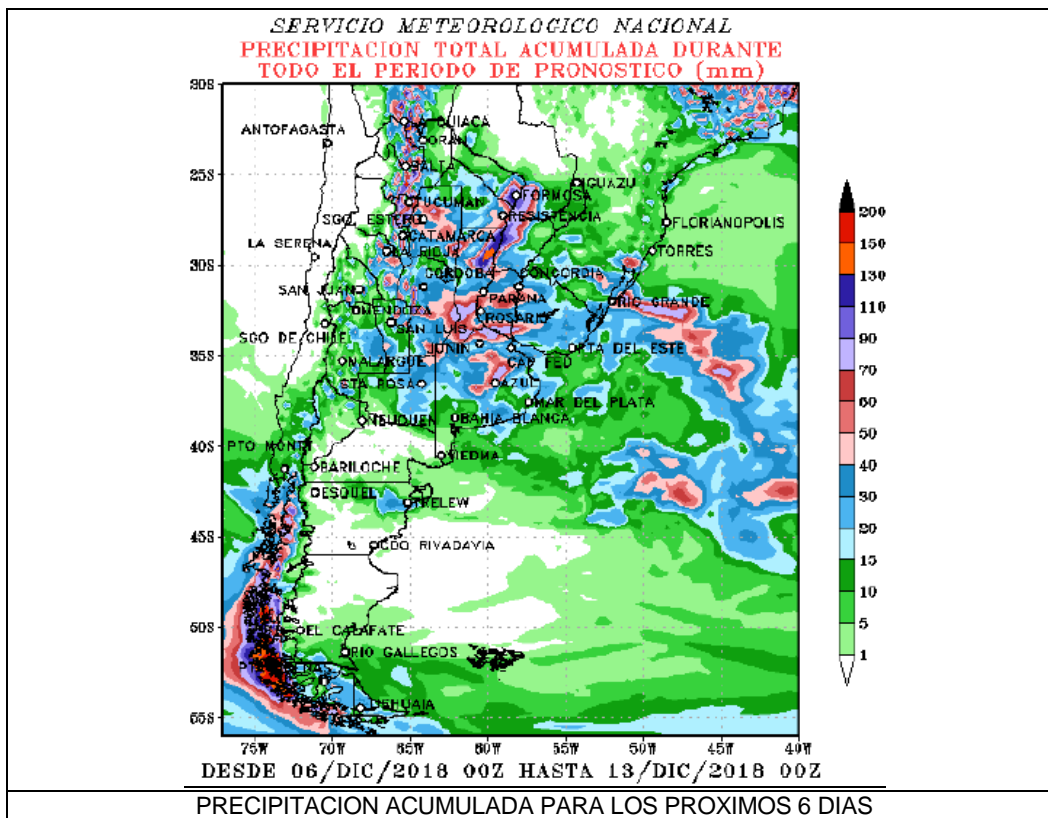 SERVICIO METEOROLOGICO NACIONAL
PRECIPITACION TOTAL ACUMULADA DURANTE
TODO EL PERIODO DE PRONOSTICO (mm)
20S
25S
30S
35S
40S
45S
50S
55S
ANTOFAGASTA
LA QUIACA
ORAN
SALTA
IGUAZU
TUCUMAN
FORMOSA
SGO. ESTERO
RESISTENCIA
CATAMARCA
FLORIANOPOLIS
LA SERENA
LA RIOJA
TORRES
CORDOBA
CONCORDIA
SAN JUAN
PARANA
RIO GRANDE
MENDOZA
ROSARIO
SAN LUIS
SGO DE CHILE
JUNIN
PTA DEL ESTE
MALARGUE
CAP FED
STA ROSA
AZUL
MAR DEL PLATA
NEUQUEN
BAHIA BLANCA
PTO MONTT
VIEDMA
BARILOCHE
ESQUEL
TRELEW
CDO RIVADAVIA
EL CALAFATE
RIO GALLEGOS
USHUAIA
200
150
130
110
90
70
60
50
40
30
20
15
10
5
1
75W 70W 65W 60W 55W 50W 45W 40W
DESDE 06/DIC/2018 00Z HASTA 13/DIC/2018 00Z
PRECIPITACION ACUMULADA PARA LOS PROXIMOS 6 DIAS